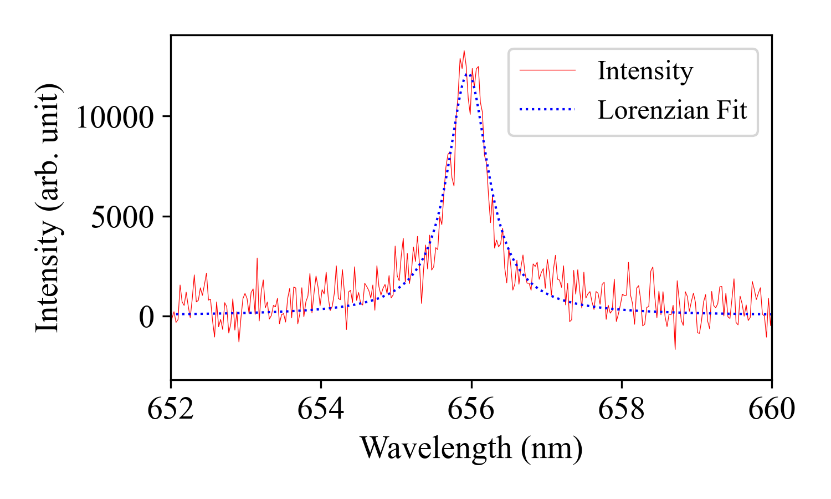 Intensity
Lorenzian Fit
10000
5000
0
Intensity (arb. unit)
652 654 656 658 660
Wavelength (nm)